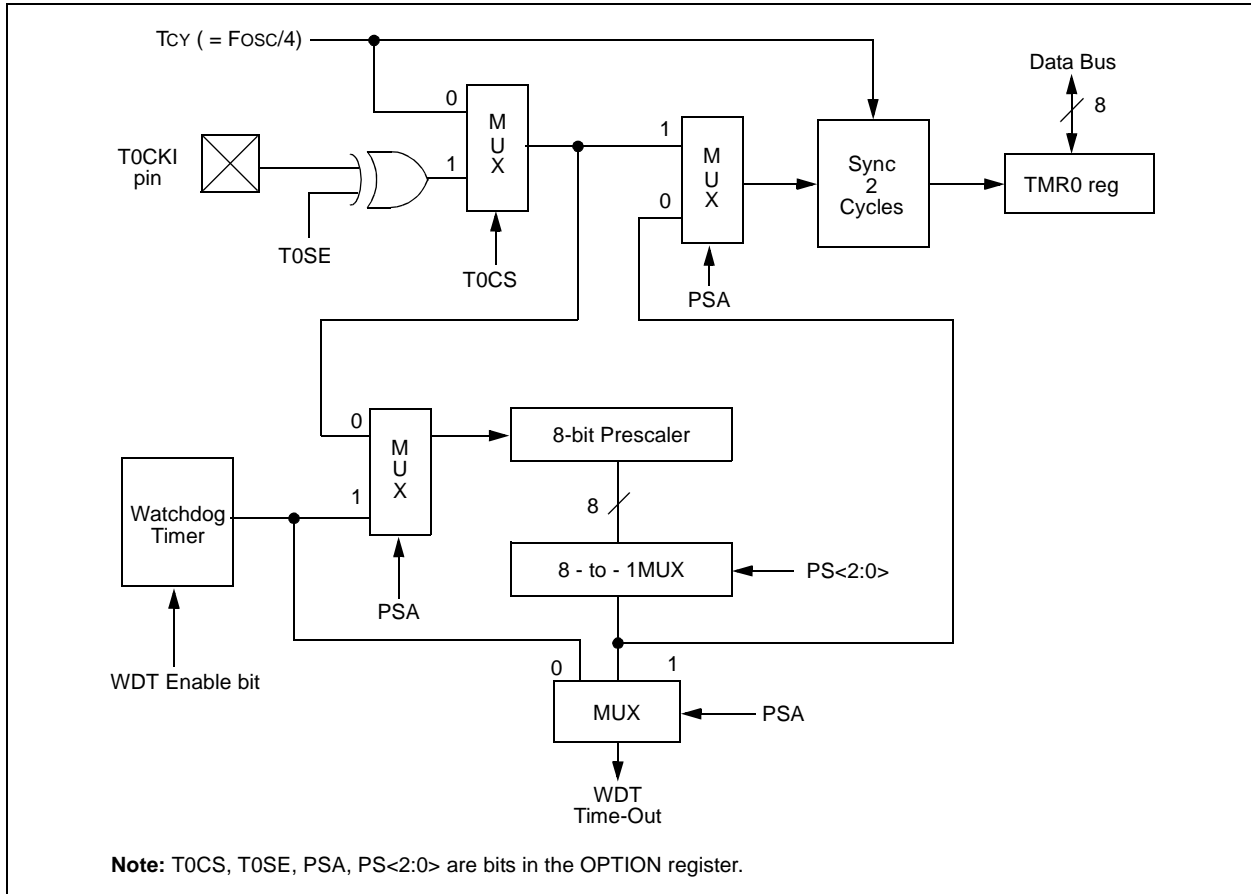 TCY ( = FOSC/4)
Data Bus
8
0
M
U
X
1
T0CKI
pin
T0SE
T0CS
1
M
U
X
0
PSA
Sync
2
Cycles
TMR0 reg
0
M
U
X
1
8-bit Prescaler
Watchdog
Timer
8
8 - to - 1MUX
PS<2:0>
PSA
WDT Enable bit
0
1
MUX
PSA
WDT
Time-Out
Note: T0CS, T0SE, PSA, PS<2:0> are bits in the OPTION register.